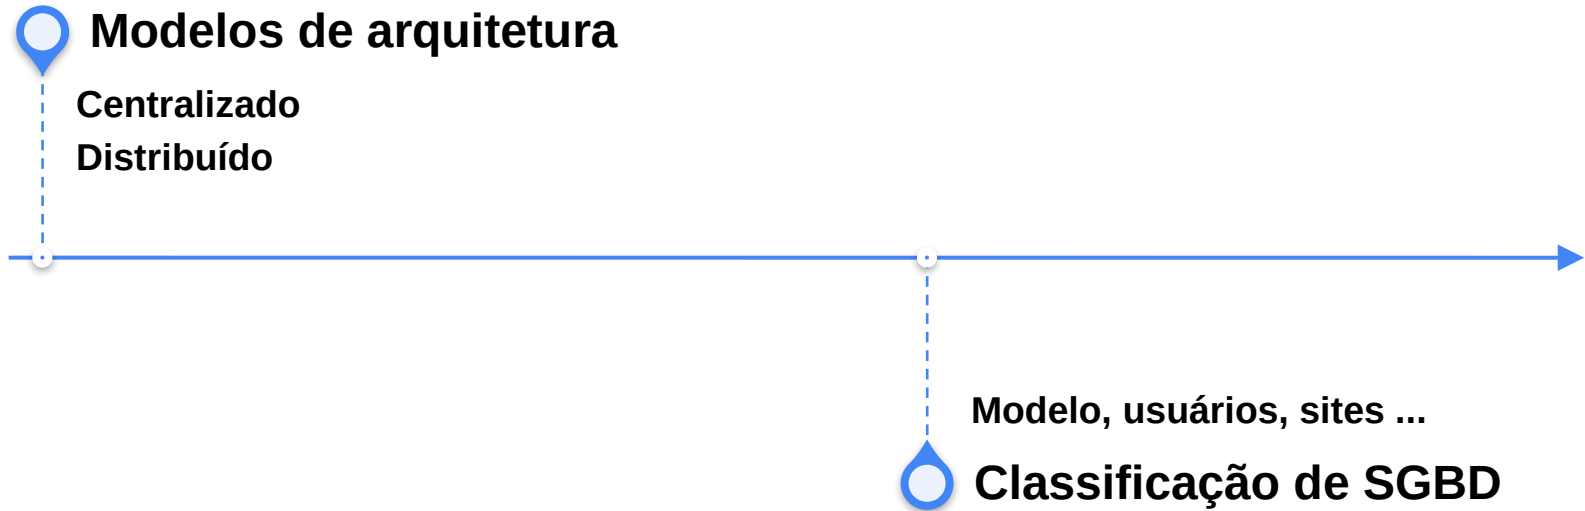 Modelos de arquitetura
Centralizado
Distribuído
Modelo, usuários, sites ...
Classificação de SGBD